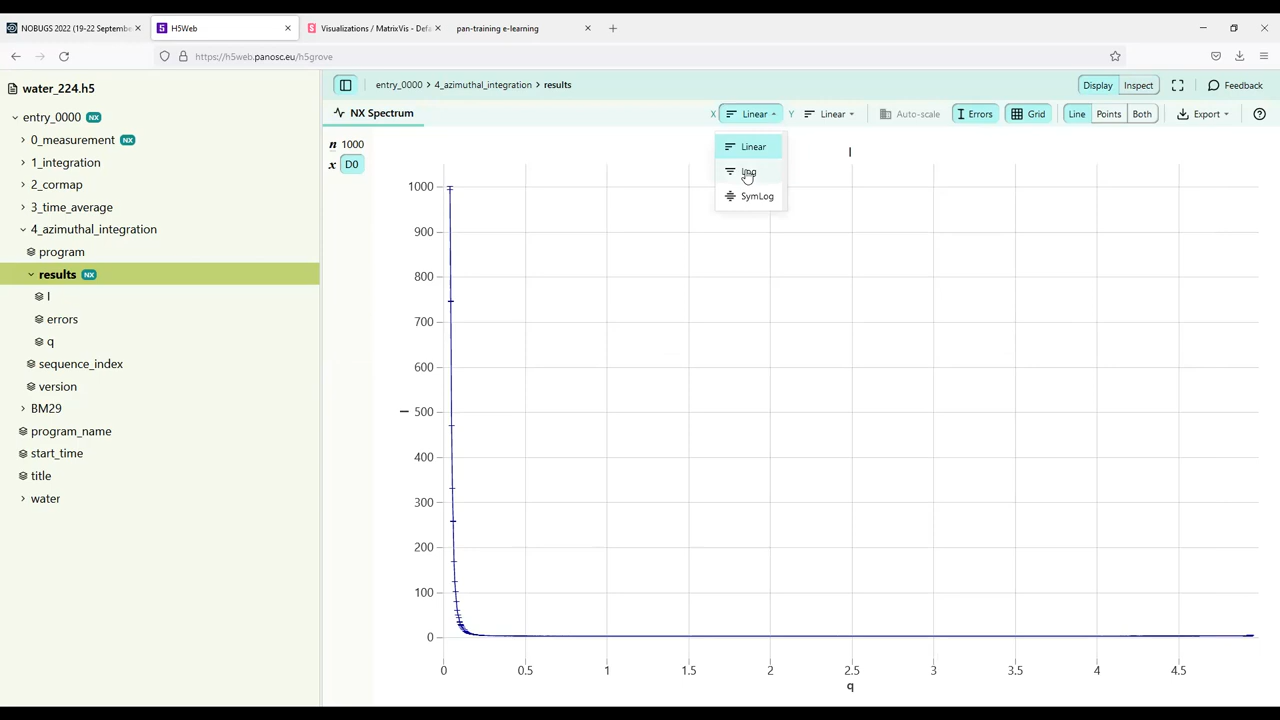 NOBUGS 2022 (19-22 Septembe
H5Web
Visualizations / MatrixVis - Defa
pan-training e-learning
https://h5web.panosc.eu/h5grove
water_224.h5
entry_0000 > 4_azimuthal_integration > results
Display
Inspect
Feedback
entry_0000 NX
0_measurement NX
1_integration
2_cormap
3_time_average
4_azimuthal_integration
program
results NX
I
errors
q
sequence_index
version
BM29
program_name
start_time
title
water
NX Spectrum
X Linear
Y Linear
Auto-scale
Errors
Grid
Line
Points
Both
Export
Linear
SymLog
n 1000
x D0
I
1000
900
800
700
600
500
400
300
200
100
0
I
0 0.5 1 1.5 2 2.5 3 3.5 4 4.5
q